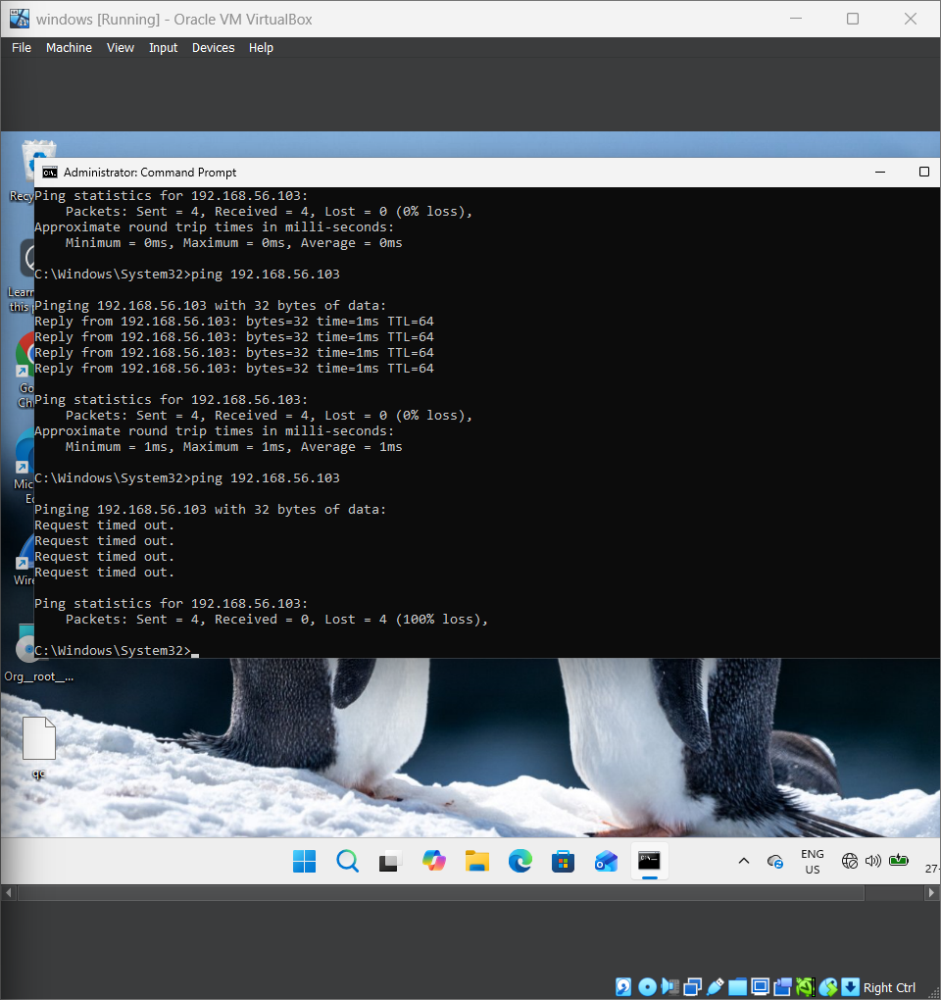 windows [Running] - Oracle VM VirtualBox
File Machine View Input Devices Help
Administrator: Command Prompt
Ping statistics for 192.168.56.103:
    Packets: Sent = 4, Received = 4, Lost = 0 (0% loss),
Approximate round trip times in milli-seconds:
    Minimum = 0ms, Maximum = 0ms, Average = 0ms
C:\Windows\System32>ping 192.168.56.103
Pinging 192.168.56.103 with 32 bytes of data:
Reply from 192.168.56.103: bytes=32 time=1ms TTL=64
Reply from 192.168.56.103: bytes=32 time=1ms TTL=64
Reply from 192.168.56.103: bytes=32 time=1ms TTL=64
Reply from 192.168.56.103: bytes=32 time=1ms TTL=64
Ping statistics for 192.168.56.103:
    Packets: Sent = 4, Received = 4, Lost = 0 (0% loss),
Approximate round trip times in milli-seconds:
    Minimum = 1ms, Maximum = 1ms, Average = 1ms
C:\Windows\System32>ping 192.168.56.103
Pinging 192.168.56.103 with 32 bytes of data:
Request timed out.
Request timed out.
Request timed out.
Request timed out.
Ping statistics for 192.168.56.103:
    Packets: Sent = 4, Received = 0, Lost = 4 (100% loss),
C:\Windows\System32>
Recy
Lear
this p
Go
Ch
Mic
E
Wire
Org__root__...
qc
ENG
US
27-
Right Ctrl